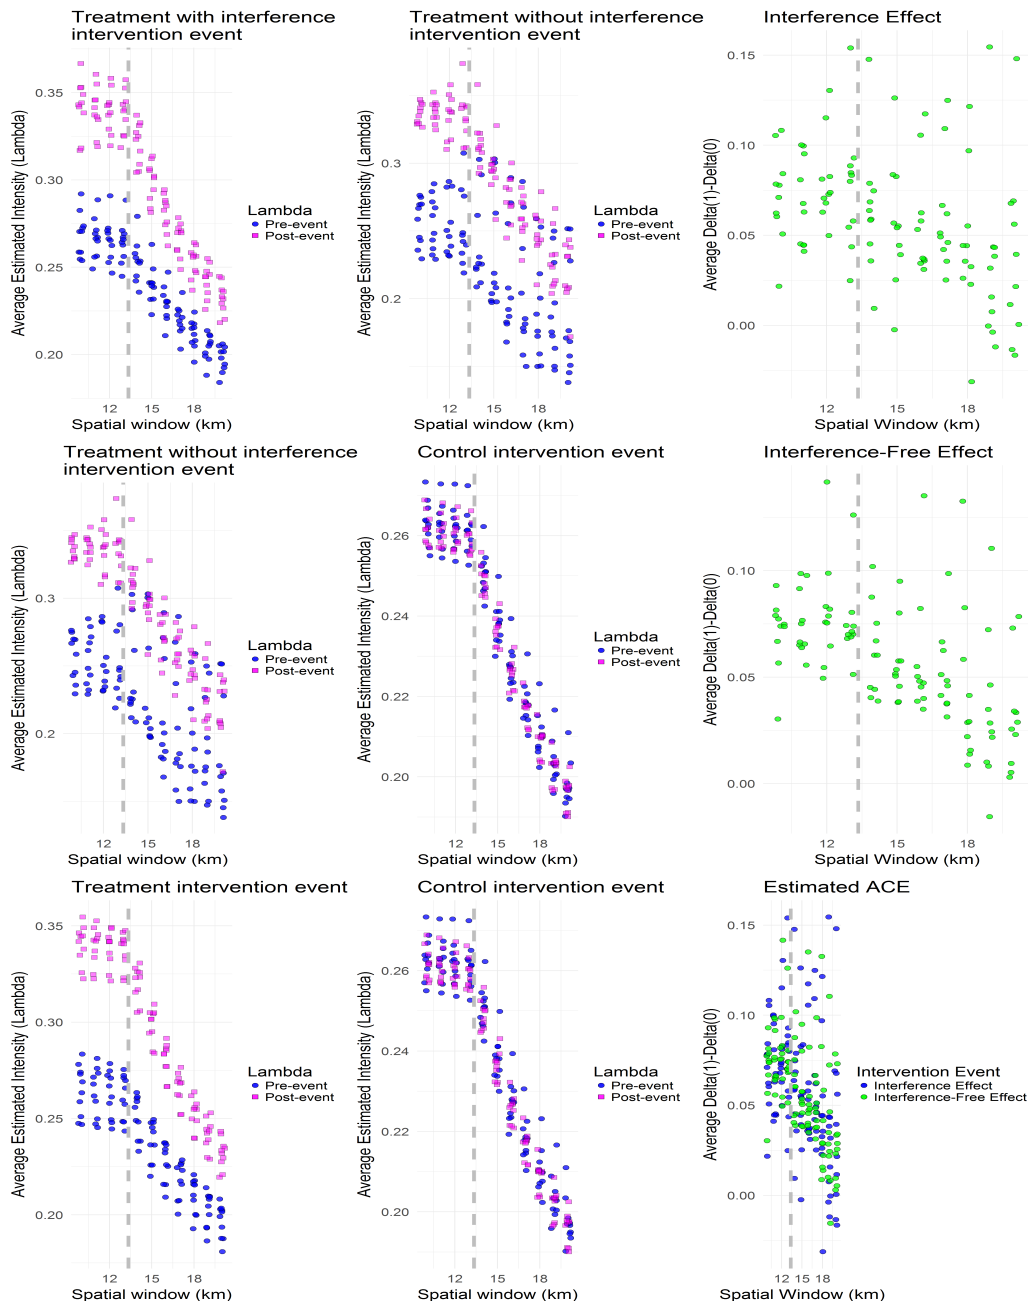 Treatment with interference
intervention event
Average Estimated Intensity (Lambda)
0.35
0.30
0.25
0.20
12 15 18
Spatial window (km)
Lambda
Pre-event
Post-event
Treatment without interference
intervention event
Average Estimated Intensity (Lambda)
0.3
0.2
12 15 18
Spatial window (km)
Lambda
Pre-event
Post-event
Interference Effect
Average Delta(1)-Delta(0)
0.15
0.10
0.05
0.00
12 15 18
Spatial Window (km)
Treatment without interference
intervention event
Average Estimated Intensity (Lambda)
0.3
0.2
12 15 18
Spatial window (km)
Lambda
Pre-event
Post-event
Control intervention event
Average Estimated Intensity (Lambda)
0.26
0.24
0.22
0.20
12 15 18
Spatial window (km)
Lambda
Pre-event
Post-event
Interference-Free Effect
Average Delta(1)-Delta(0)
0.10
0.05
0.00
12 15 18
Spatial Window (km)
Treatment intervention event
Average Estimated Intensity (Lambda)
0.35
0.30
0.25
0.20
12 15 18
Spatial window (km)
Lambda
Pre-event
Post-event
Control intervention event
Average Estimated Intensity (Lambda)
0.26
0.24
0.22
0.20
12 15 18
Spatial window (km)
Lambda
Pre-event
Post-event
Estimated ACE
Average Delta(1)-Delta(0)
0.15
0.10
0.05
0.00
12 15 18
Spatial Window (km)
Intervention Event
Interference Effect
Interference-Free Effect